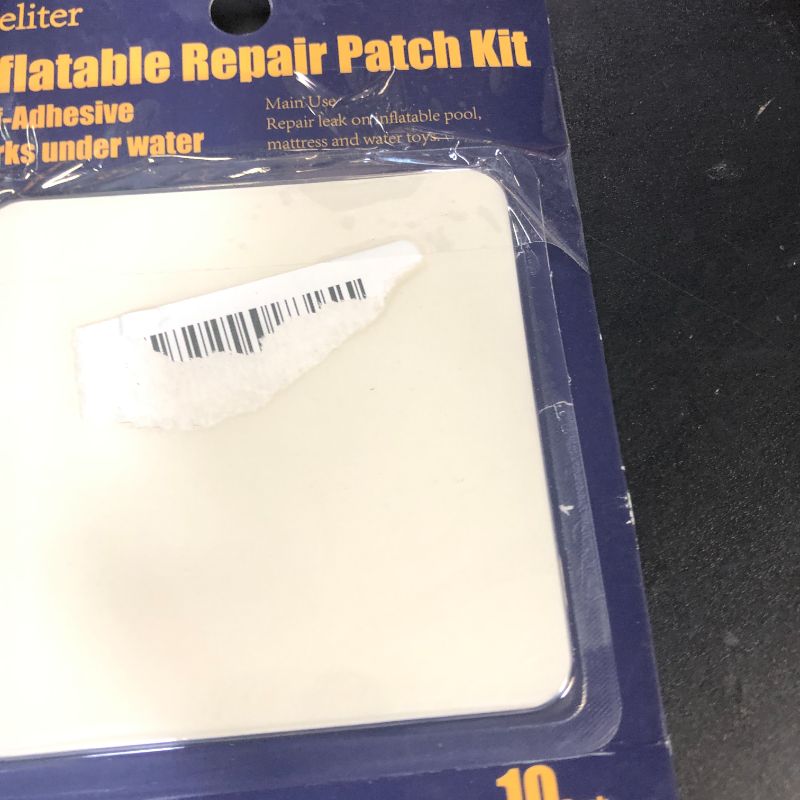 eliter
flatable Repair Patch Kit
f-Adhesive
rks under water
Main Use
Repair leak on inflatable pool,
mattress and water toys.
10